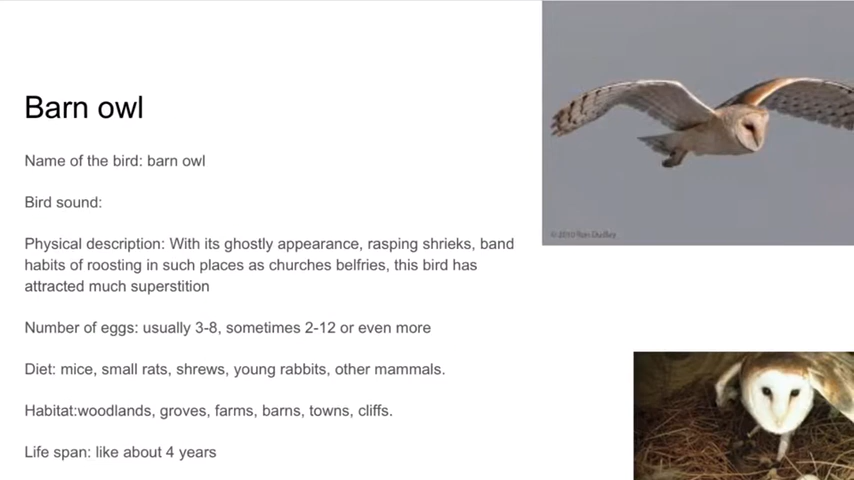 Barn owl
Name of the bird: barn owl
Bird sound:
Physical description: With its ghostly appearance, rasping shrieks, band
habits of roosting in such places as churches belfries, this bird has
attracted much superstition
Number of eggs: usually 3-8, sometimes 2-12 or even more
Diet: mice, small rats, shrews, young rabbits, other mammals.
Habitat:woodlands, groves, farms, barns, towns, cliffs.
Life span: like about 4 years
© 2010 Ron Dudley